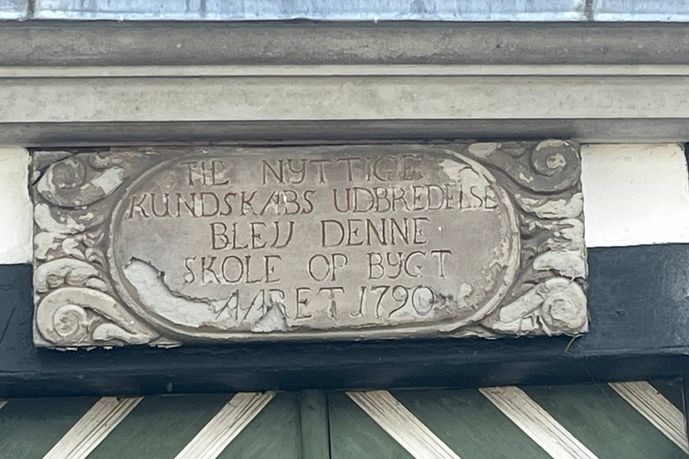 TIL NYTTIGE
KUNDSKABS UDBREDELSE
BLEV DENNE
SKOLE OP BYGT
AARET 1790